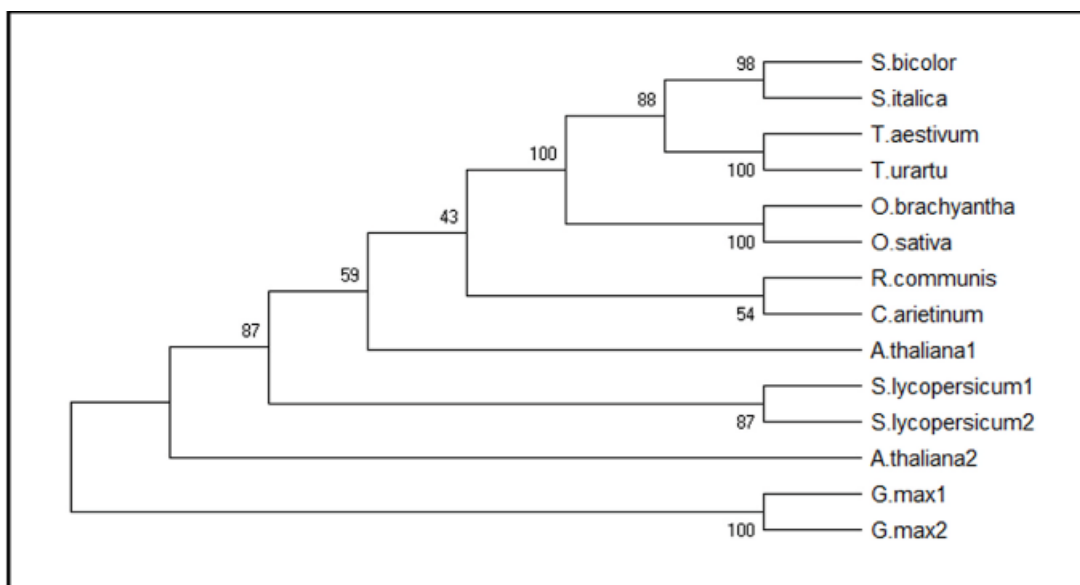 98
S.bicolor
S.italica
88
T.aestivum
100
T.urartu
100
O.brachyantha
100
O.sativa
43
R.communis
54
C.arietinum
59
A.thaliana1
87
S.lycopersicum1
87
S.lycopersicum2
A.thaliana2
G.max1
100
G.max2